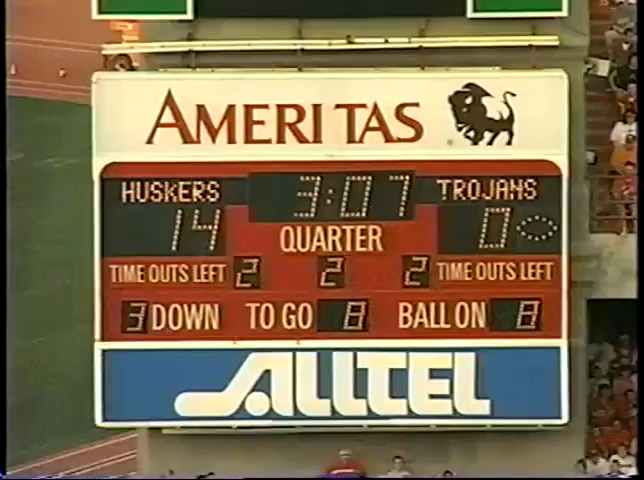 AMERITAS
HUSKERS 3:07 TROJANS
14 QUARTER 0
TIME OUTS LEFT 2 2 2 TIME OUTS LEFT
3 DOWN TO GO 8 BALL ON 8
ALLTEL